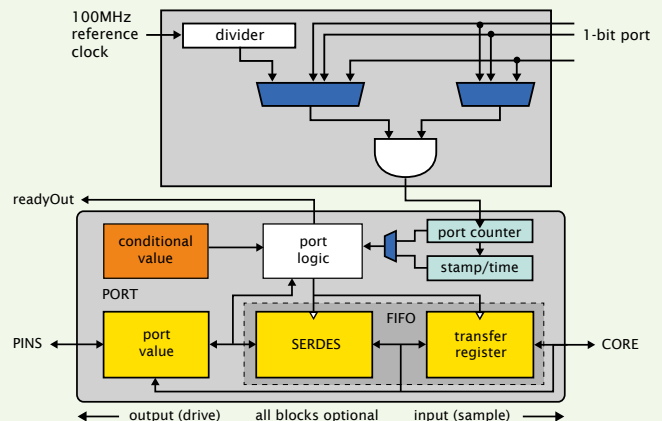 100MHz
reference
clock
divider
1-bit port
readyOut
conditional
value
port
logic
port counter
stamp/time
PORT
FIFO
PINS
port
value
SERDES
transfer
register
CORE
output (drive)
all blocks optional
input (sample)